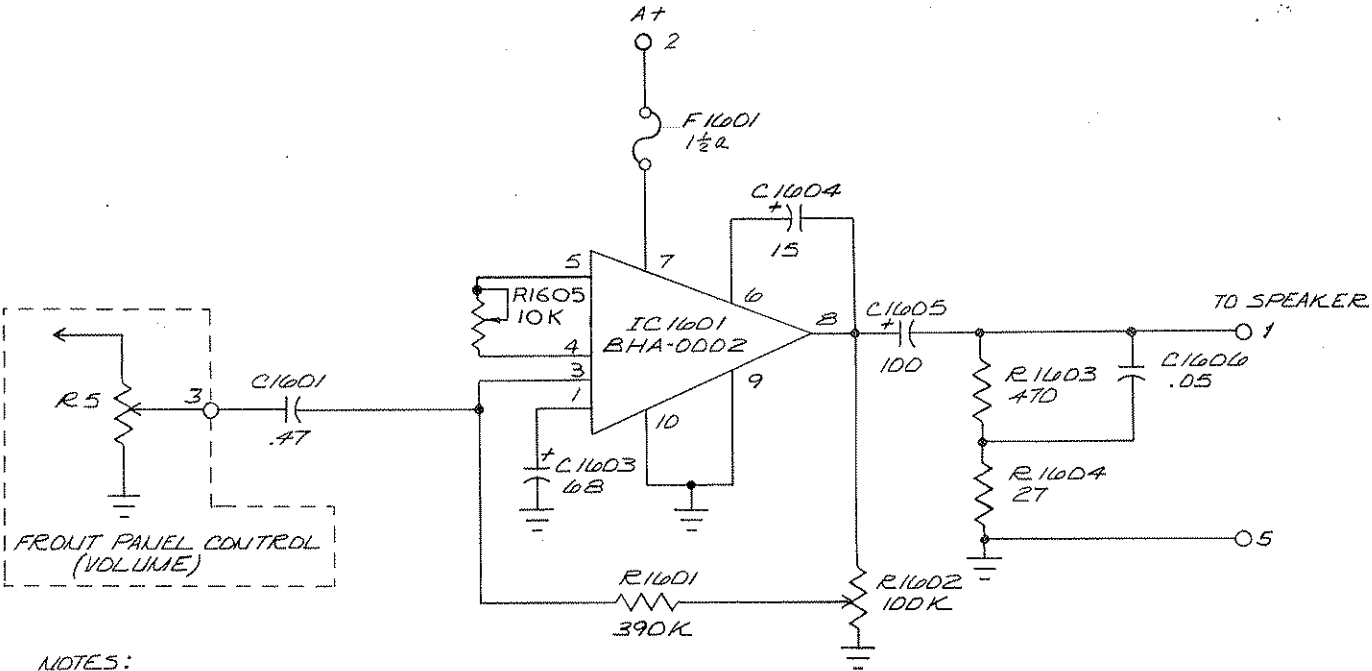 A+
2
F1601
1½a
C1604
+
15
5
7
R1605
10K
6
IC1601
BHA-0002
8
C1605
+
100
TO SPEAKER
1
4
3
1
9
10
R1603
470
C1606
.05
R5
3
C1601
.47
+
C1603
68
R1604
27
5
FRONT PANEL CONTROL
(VOLUME)
R1601
390K
R1602
100K
NOTES: